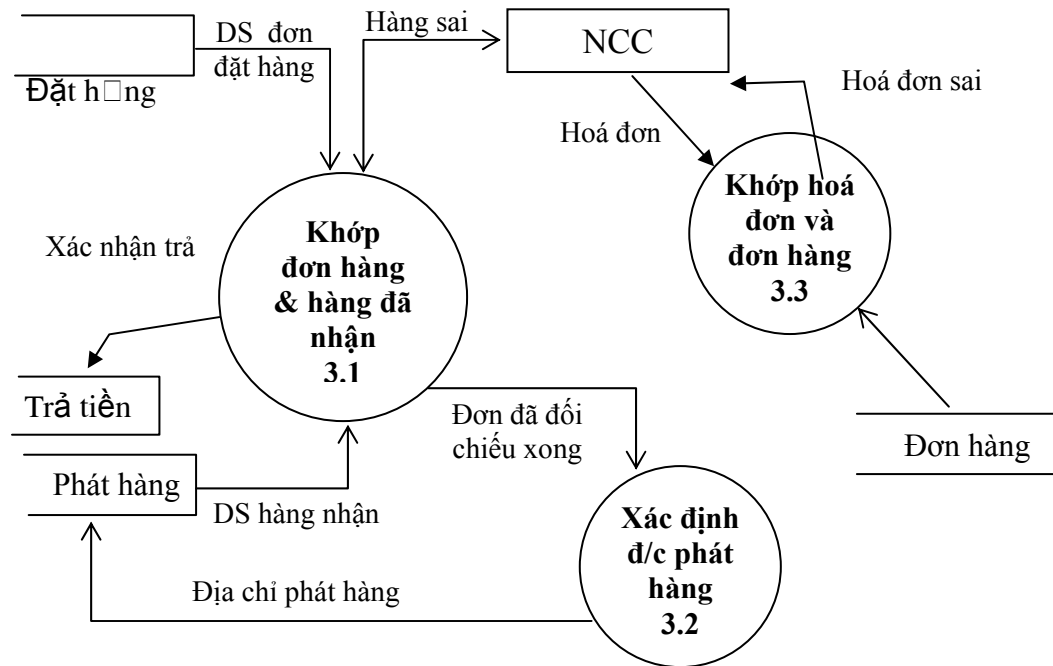 DS đơn
đặt hàng
Đặt h□ng
Hàng sai
NCC
Hoá đơn sai
Hoá đơn
Khớp hoá
đơn và
đơn hàng
3.3
Xác nhận trả
Khớp
đơn hàng
& hàng đã
nhận
3.1
Trả tiền
Đơn đã đối
chiếu xong
Đơn hàng
Phát hàng
DS hàng nhận
Xác định
đ/c phát
hàng
3.2
Địa chỉ phát hàng